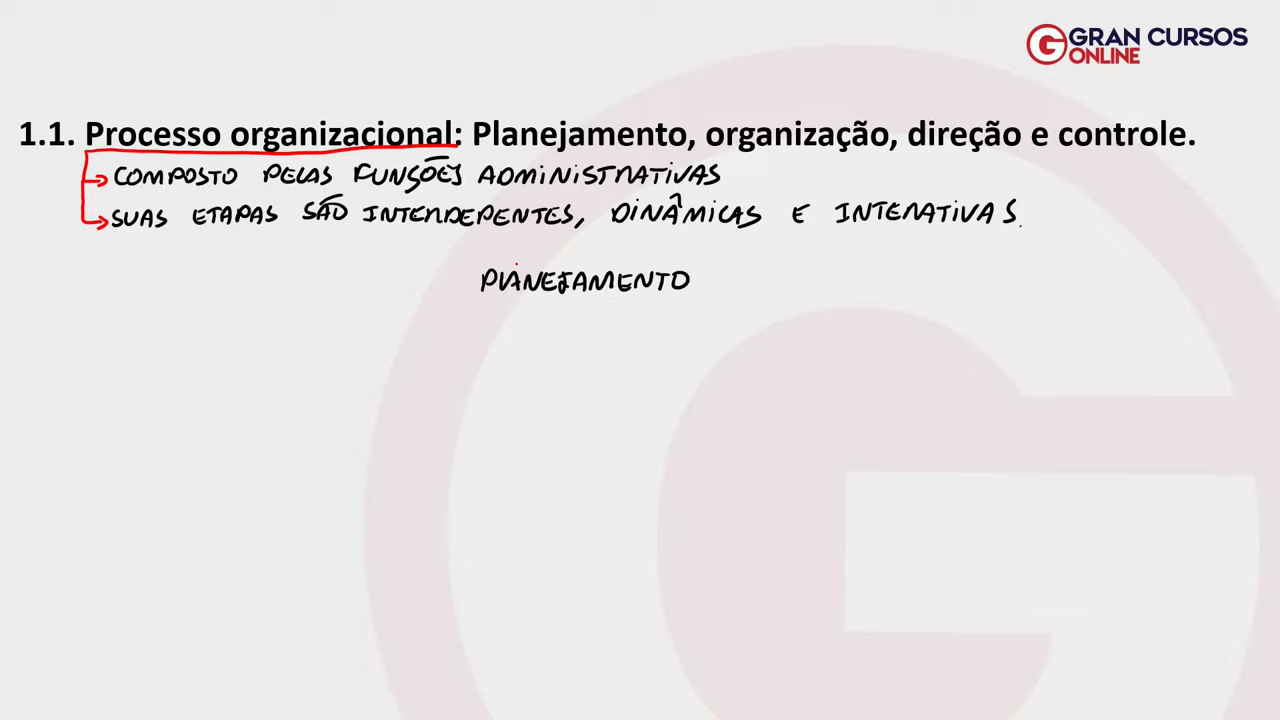 GRAN CURSOS
ONLINE
1.1. Processo organizacional: Planejamento, organização, direção e controle.
COMPOSTO PELAS FUNÇÕES ADMINISTRATIVAS
SUAS ETAPAS SÃO INTERDEPENTES, DINÂMICAS E INTERATIVAS.
PLANEJAMENTO